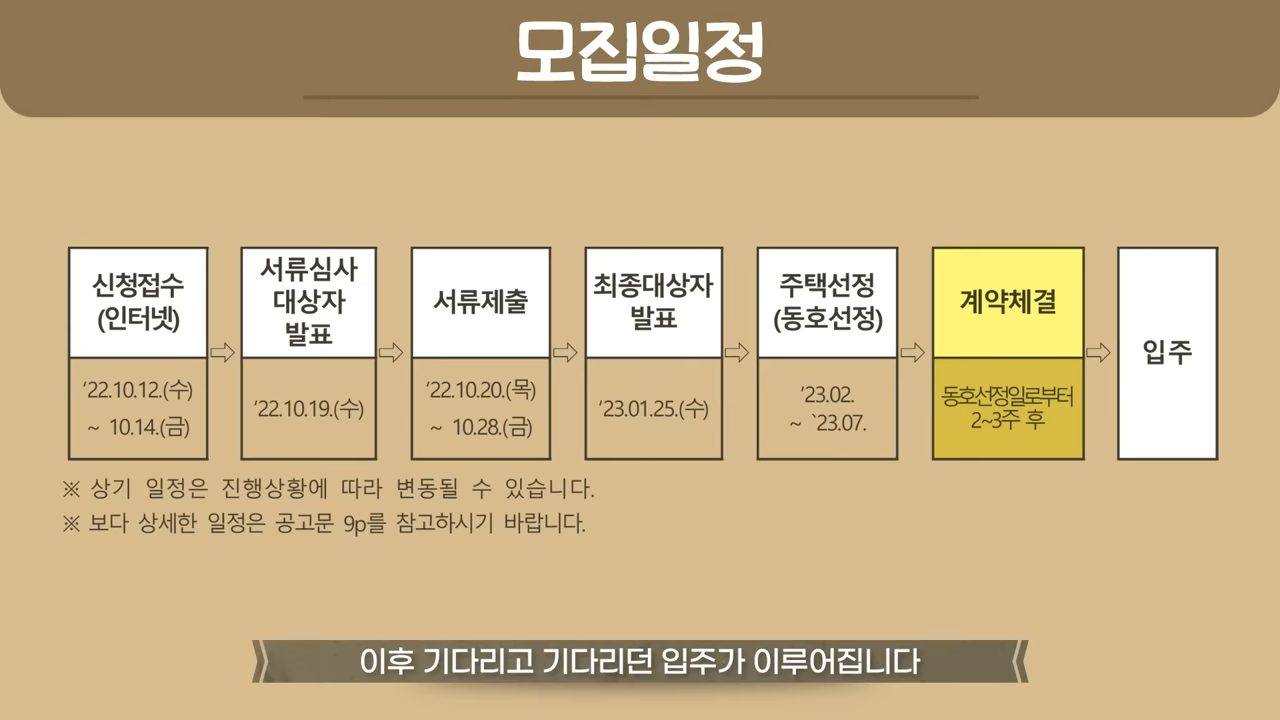 모집일정
신청접수
(인터넷)
'22.10.12.(수)
~ 10.14.(금)
서류심사
대상자
발표
'22.10.19.(수)
서류제출
'22.10.20.(목)
~ 10.28.(금)
최종대상자
발표
'23.01.25.(수)
주택선정
(동호선정)
'23.02.
~ `23.07.
계약체결
동호선정일로부터
2~3주 후
입주
※ 상기 일정은 진행상황에 따라 변동될 수 있습니다.
※ 보다 상세한 일정은 공고문 9p를 참고하시기 바랍니다.
이후 기다리고 기다리던 입주가 이루어집니다